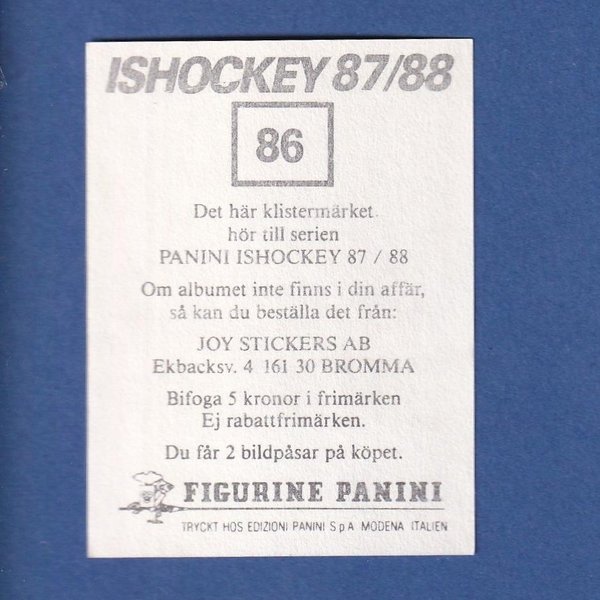 ISHOCKEY 87/88
86
Det här klistermärket
hör till serien
PANINI ISHOCKEY 87 / 88
Om albumet inte finns i din affär,
så kan du beställa det från:
JOY STICKERS AB
Ekbacksv. 4 161 30 BROMMA
Bifoga 5 kronor i frimärken
Ej rabattfrimärken.
Du får 2 bildpåsar på köpet.
FIGURINE PANINI
TRYCKT HOS EDIZIONI PANINI S.p.A. MODENA ITALIEN